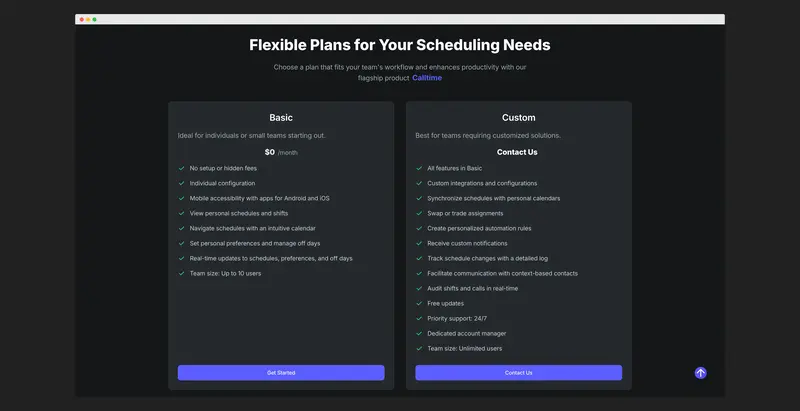 Flexible Plans for Your Scheduling Needs
Choose a plan that fits your team's workflow and enhances productivity with our
flagship product Calltime
Basic
Ideal for individuals or small teams starting out.
$0 /month
No setup or hidden fees
Individual configuration
Mobile accessibility with apps for Android and iOS
View personal schedules and shifts
Navigate schedules with an intuitive calendar
Set personal preferences and manage off days
Real-time updates to schedules, preferences, and off days
Team size: Up to 10 users
Get Started
Custom
Best for teams requiring customized solutions.
Contact Us
All features in Basic
Custom integrations and configurations
Synchronize schedules with personal calendars
Swap or trade assignments
Create personalized automation rules
Receive custom notifications
Track schedule changes with a detailed log
Facilitate communication with context-based contacts
Audit shifts and calls in real-time
Free updates
Priority support: 24/7
Dedicated account manager
Team size: Unlimited users
Contact Us